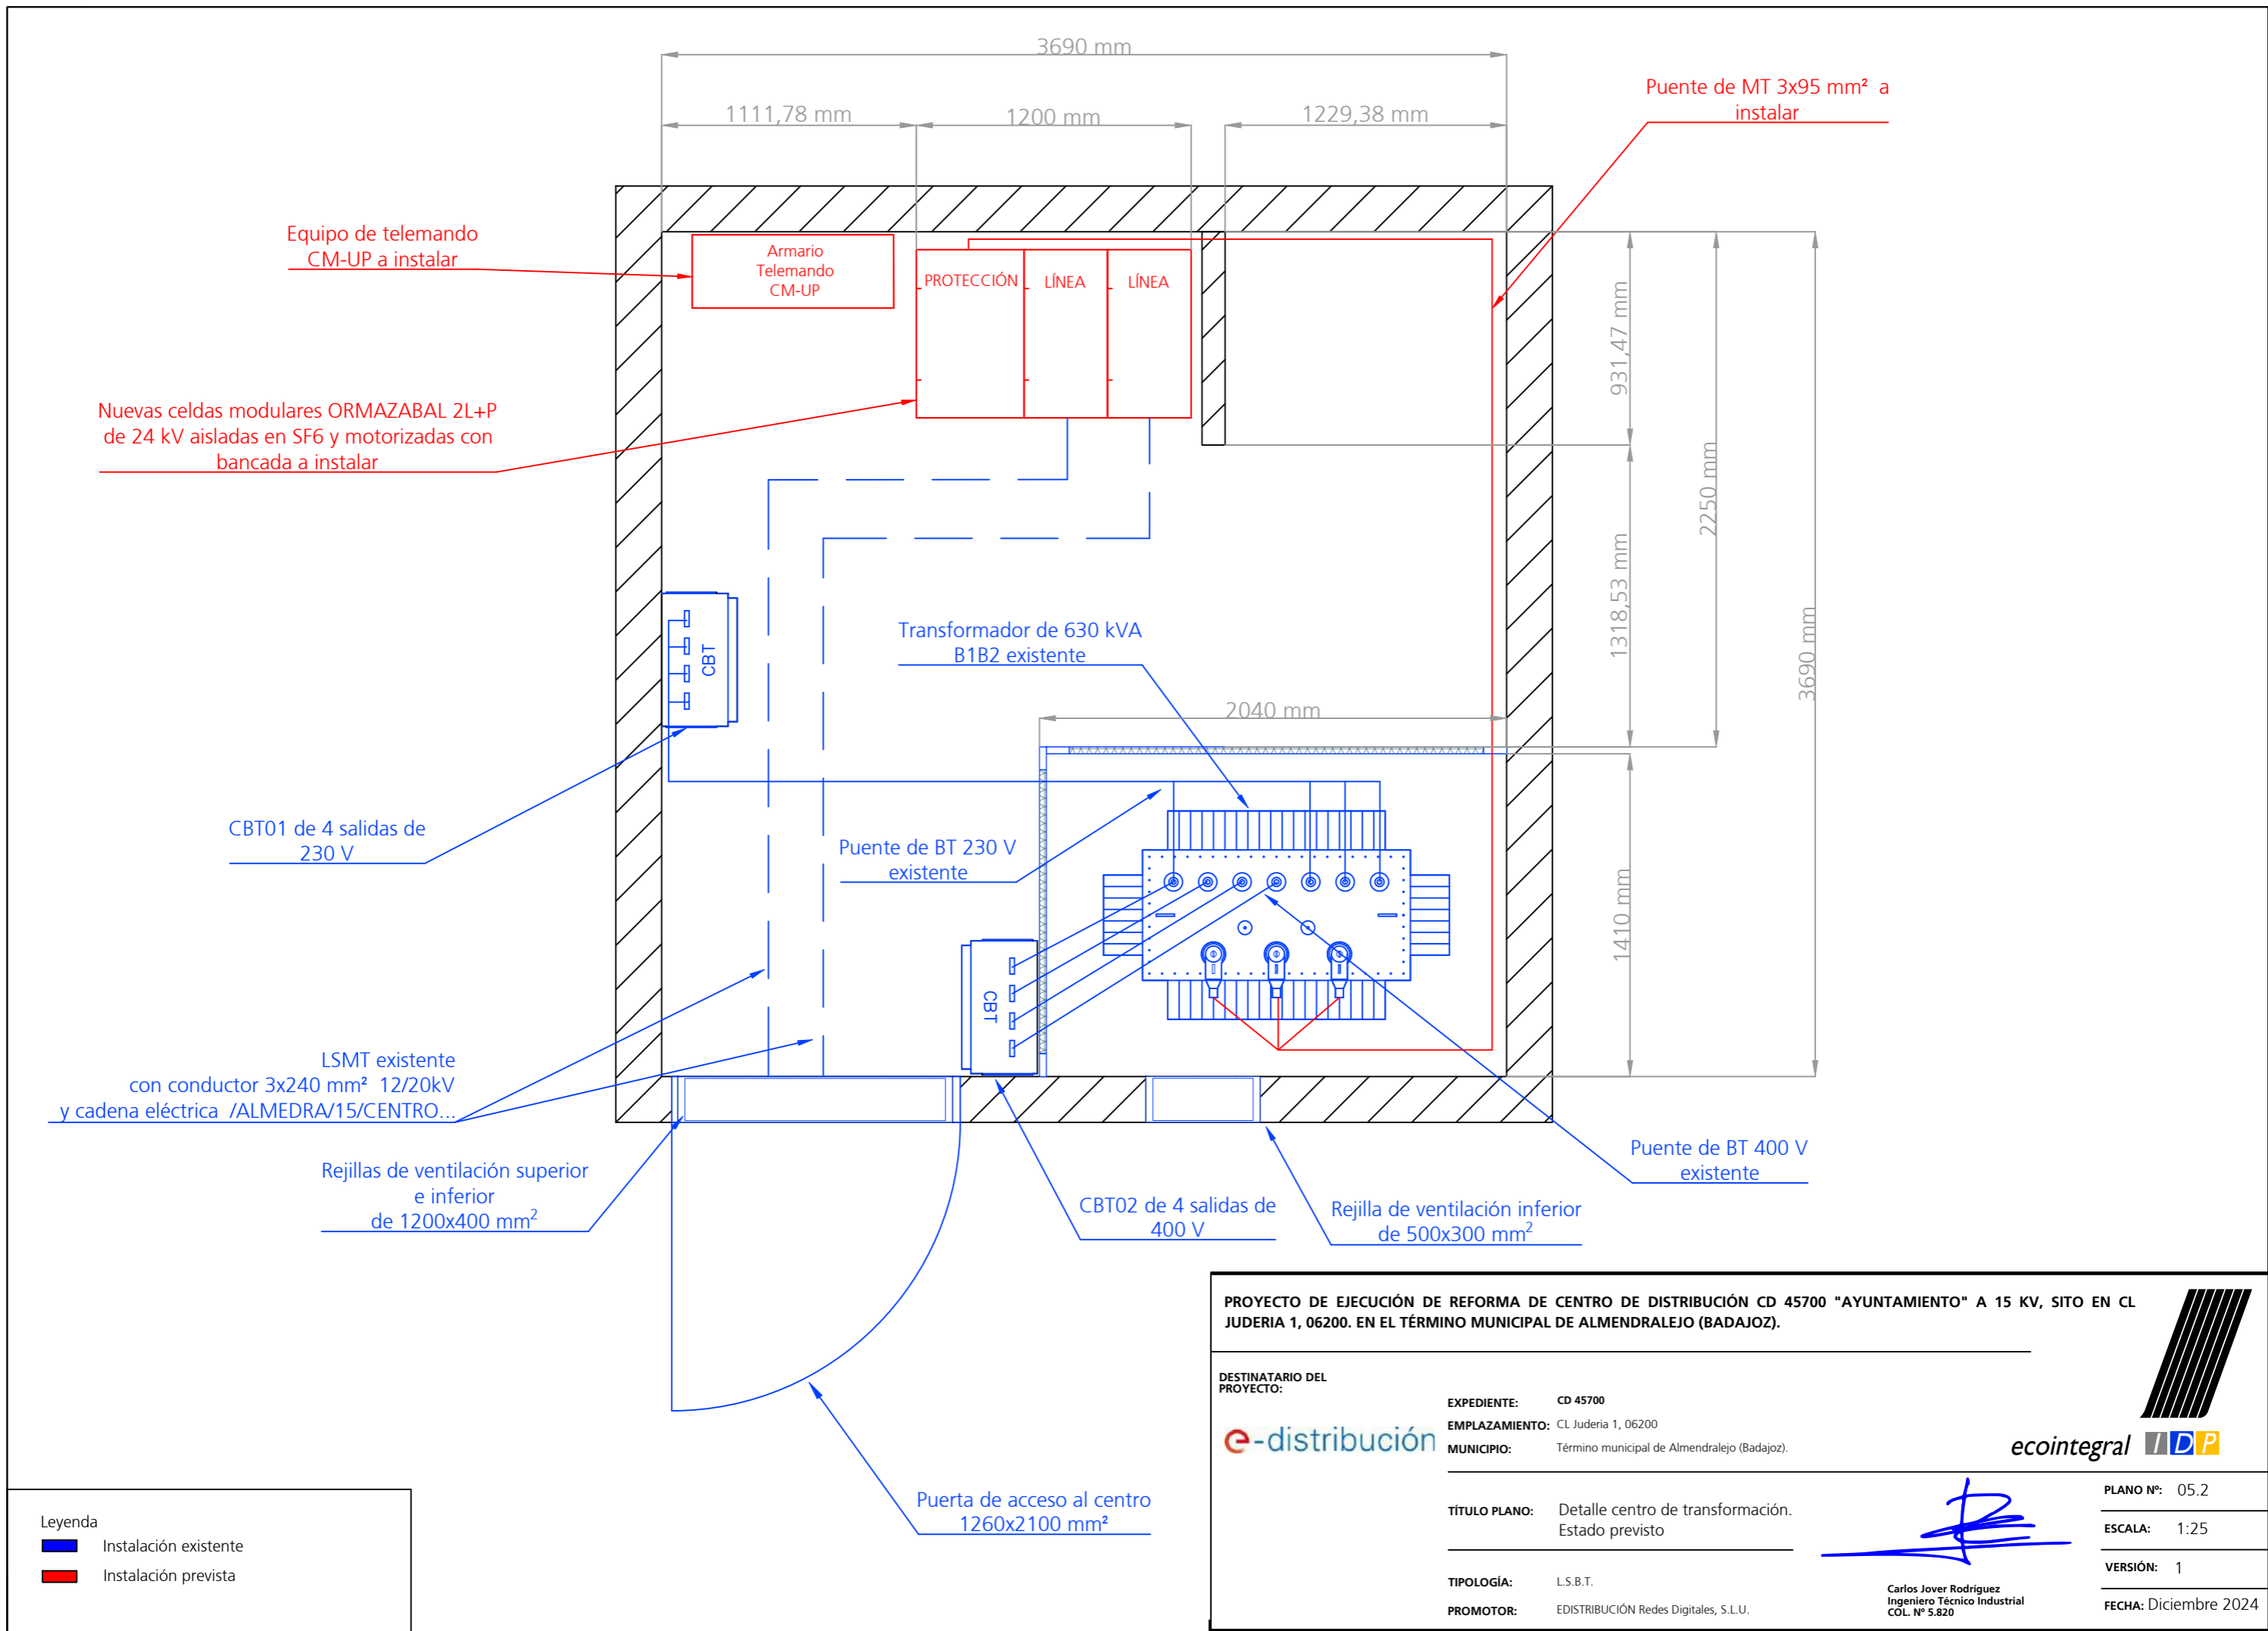 3690 mm
1111,78 mm
1200 mm
1229,38 mm
Puente de MT 3x95 mm² a
instalar
Equipo de telemando
CM-UP a instalar
Armario
Telemando
CM-UP
PROTECCIÓN
LÍNEA
LÍNEA
931,47 mm
Nuevas celdas modulares ORMAZABAL 2L+P
de 24 kV aisladas en SF6 y motorizadas con
bancada a instalar
2250 mm
1318,53 mm
3690 mm
CBT
Transformador de 630 kVA
B1B2 existente
2040 mm
CBT01 de 4 salidas de
230 V
Puente de BT 230 V
existente
1410 mm
CBT
LSMT existente
con conductor 3x240 mm² 12/20kV
y cadena eléctrica /ALMEDRA/15/CENTRO...
Rejillas de ventilación superior
e inferior
de 1200x400 mm²
CBT02 de 4 salidas de
400 V
Rejilla de ventilación inferior
de 500x300 mm²
Puente de BT 400 V
existente
Puerta de acceso al centro
1260x2100 mm²
Leyenda
Instalación existente
Instalación prevista
PROYECTO DE EJECUCIÓN DE REFORMA DE CENTRO DE DISTRIBUCIÓN CD 45700 "AYUNTAMIENTO" A 15 KV, SITO EN CL
JUDERIA 1, 06200. EN EL TÉRMINO MUNICIPAL DE ALMENDRALEJO (BADAJOZ).
DESTINATARIO DEL
PROYECTO:
e-distribución
EXPEDIENTE: CD 45700
EMPLAZAMIENTO: CL Juderia 1, 06200
MUNICIPIO: Término municipal de Almendralejo (Badajoz).
ecointegral IDP
TÍTULO PLANO: Detalle centro de transformación.
Estado previsto
TIPOLOGÍA: L.S.B.T.
PROMOTOR: EDISTRIBUCIÓN Redes Digitales, S.L.U.
Carlos Jover Rodríguez
Ingeniero Técnico Industrial
COL. Nº 5.820
PLANO Nº: 05.2
ESCALA: 1:25
VERSIÓN: 1
FECHA: Diciembre 2024